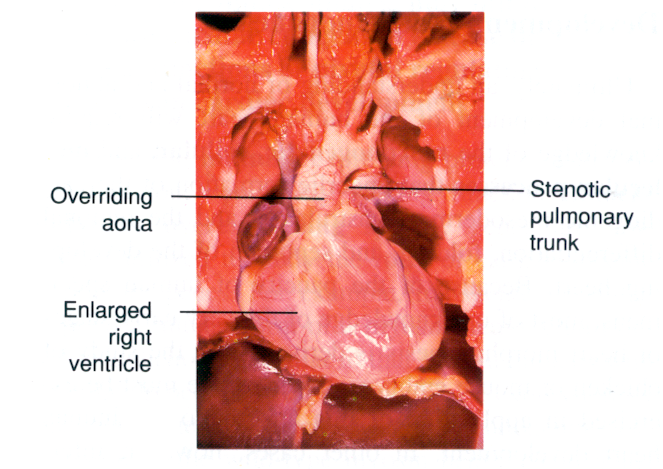 Overriding
aorta
Stenotic
pulmonary
trunk
Enlarged
right
ventricle